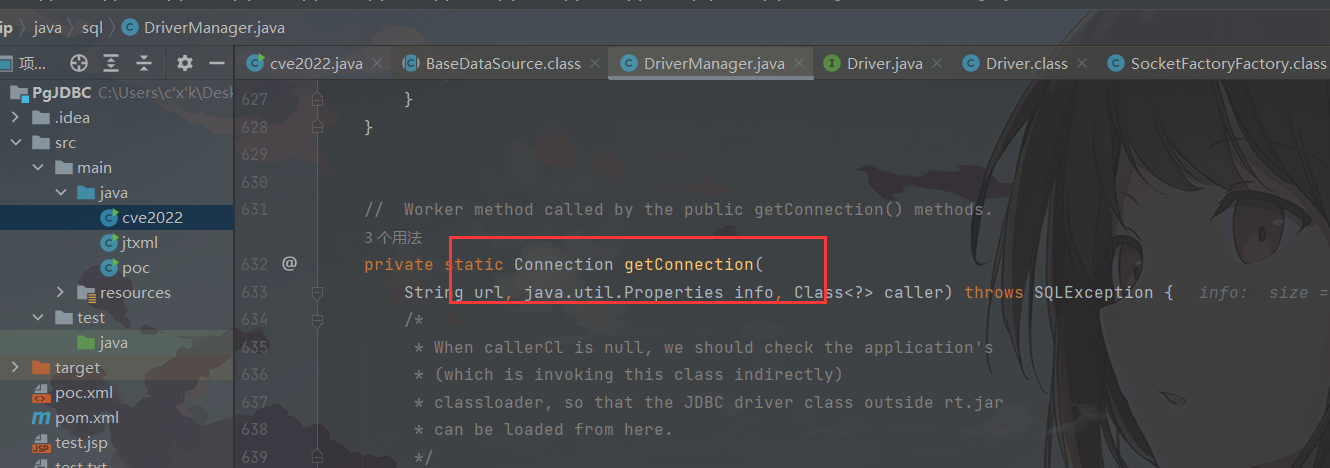 ip java sql DriverManager.java
项... cve2022.java BaseDataSource.class DriverManager.java Driver.java Driver.class SocketFactoryFactory.class
PgJDBC C:\Users\c'x'k\Desk
.idea
src
main
java
cve2022
jtxml
poc
resources
test
java
target
poc.xml
pom.xml
test.jsp
test.txt
627 }
628 }
629
630
631 // Worker method called by the public getConnection() methods.
3 个用法
632 @ private static Connection getConnection(
633 String url, java.util.Properties info, Class<?> caller) throws SQLException { info: size =
634 /*
635 * When callerCl is null, we should check the application's
636 * (which is invoking this class indirectly)
637 * classloader, so that the JDBC driver class outside rt.jar
638 * can be loaded from here.
639 */